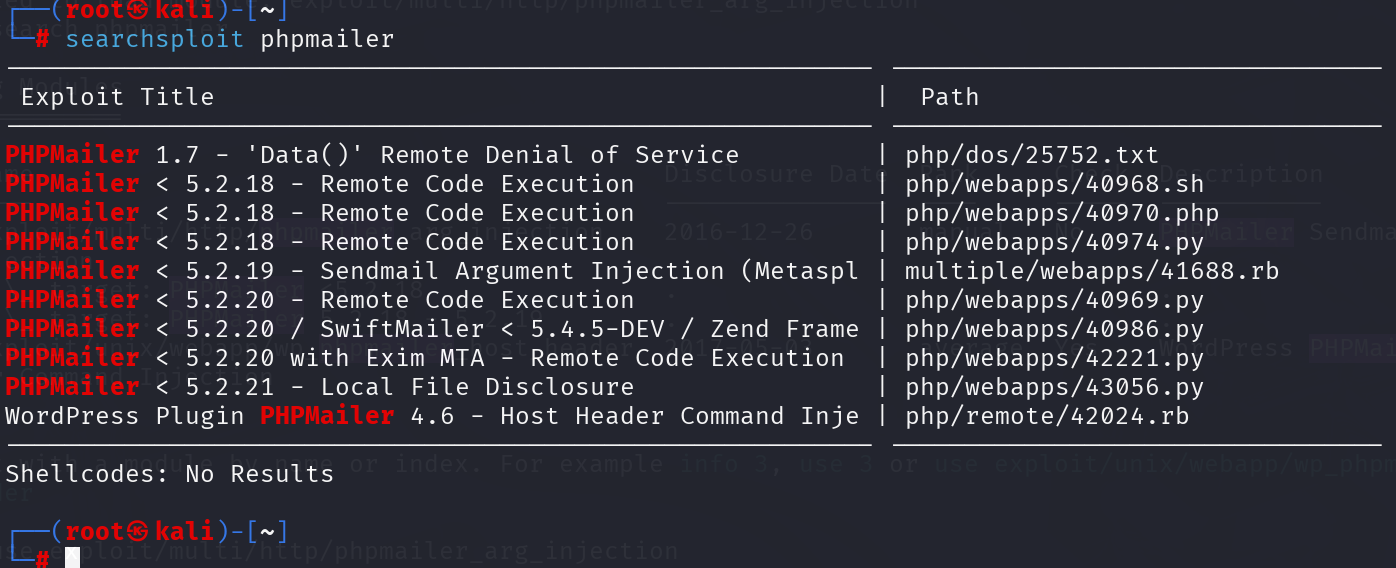 ┌──(root㉿kali)-[~]
└─# searchsploit phpmailer
Exploit Title | Path
PHPMailer 1.7 - 'Data()' Remote Denial of Service | php/dos/25752.txt
PHPMailer < 5.2.18 - Remote Code Execution | php/webapps/40968.sh
PHPMailer < 5.2.18 - Remote Code Execution | php/webapps/40970.php
PHPMailer < 5.2.18 - Remote Code Execution | php/webapps/40974.py
PHPMailer < 5.2.19 - Sendmail Argument Injection (Metaspl | multiple/webapps/41688.rb
PHPMailer < 5.2.20 - Remote Code Execution | php/webapps/40969.py
PHPMailer < 5.2.20 / SwiftMailer < 5.4.5-DEV / Zend Frame | php/webapps/40986.py
PHPMailer < 5.2.20 with Exim MTA - Remote Code Execution | php/webapps/42221.py
PHPMailer < 5.2.21 - Local File Disclosure | php/webapps/43056.py
WordPress Plugin PHPMailer 4.6 - Host Header Command Inje | php/remote/42024.rb
Shellcodes: No Results
┌──(root㉿kali)-[~]
└─#